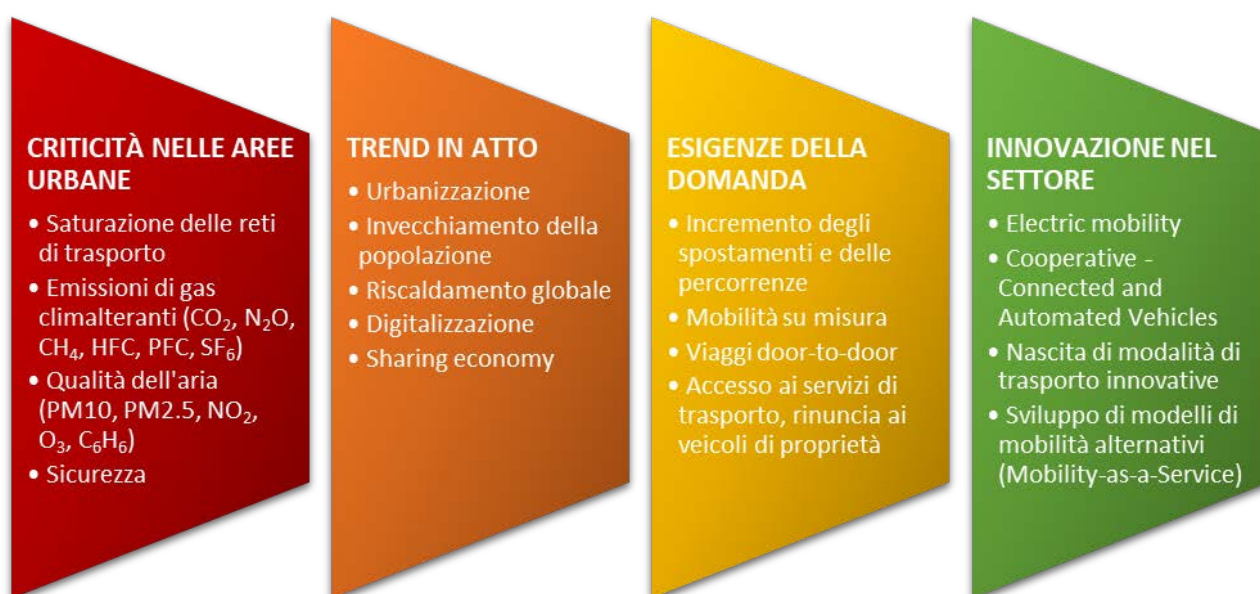 CRITICITÀ NELLE AREE
URBANE
• Saturazione delle reti
di trasporto
• Emissioni di gas
climalteranti (CO₂, N₂O,
CH₄, HFC, PFC, SF₆)
• Qualità dell'aria
(PM10, PM2.5, NO₂,
O₃, C₆H₆)
• Sicurezza
TREND IN ATTO
• Urbanizzazione
• Invecchiamento della
popolazione
• Riscaldamento globale
• Digitalizzazione
• Sharing economy
ESIGENZE DELLA
DOMANDA
• Incremento degli
spostamenti e delle
percorrenze
• Mobilità su misura
• Viaggi door-to-door
• Accesso ai servizi di
trasporto, rinuncia ai
veicoli di proprietà
INNOVAZIONE NEL
SETTORE
• Electric mobility
• Cooperative -
Connected and
Automated Vehicles
• Nascita di modalità di
trasporto innovative
• Sviluppo di modelli di
mobilità alternativi
(Mobility-as-a-Service)